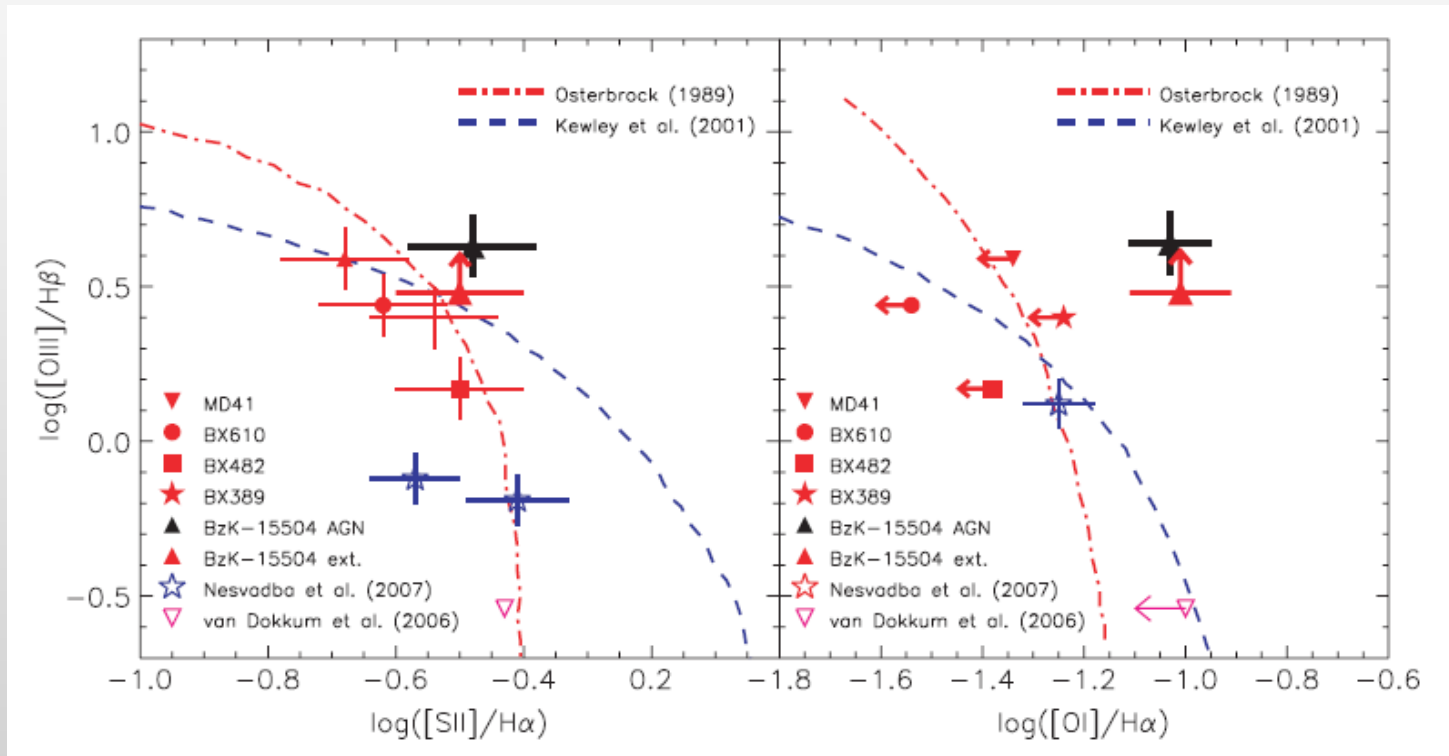 Osterbrock (1989)
Kewley et al. (2001)
Osterbrock (1989)
Kewley et al. (2001)
log([OIII]/Hβ)
1.0
0.5
0.0
−0.5
MD41
BX610
BX482
BX389
BzK−15504 AGN
BzK−15504 ext.
Nesvadba et al. (2007)
van Dokkum et al. (2006)
MD41
BX610
BX482
BX389
BzK−15504 AGN
BzK−15504 ext.
Nesvadba et al. (2007)
van Dokkum et al. (2006)
−1.0 −0.8 −0.6 −0.4 0.2 −1.8 −1.6 −1.4 −1.2 −1.0 −0.8 −0.6
log([SII]/Hα) log([OI]/Hα)